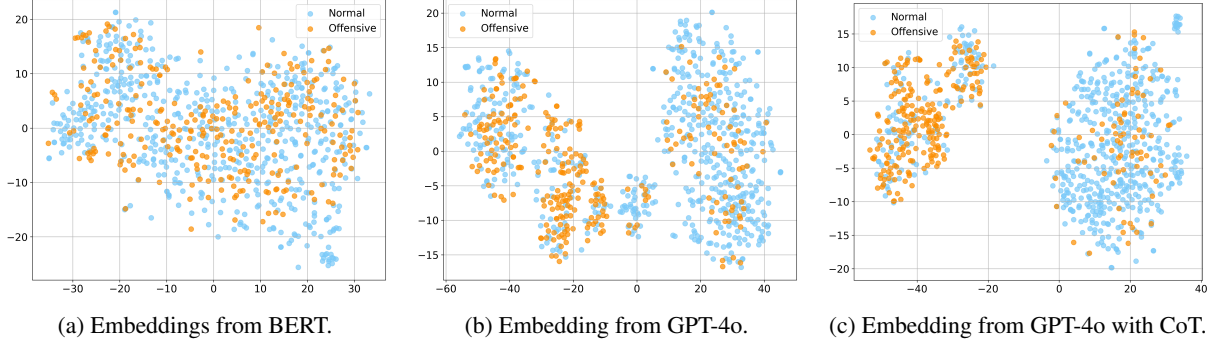 Normal
Offensive
20
10
0
−10
−20
−30 −20 −10 0 10 20 30
(a) Embeddings from BERT.
Normal
Offensive
20
15
10
5
0
−5
−10
−15
−60 −40 −20 0 20 40
(b) Embedding from GPT-4o.
Normal
Offensive
15
10
5
0
−5
−10
−15
−20
−40 −20 0 20 40
(c) Embedding from GPT-4o with CoT.